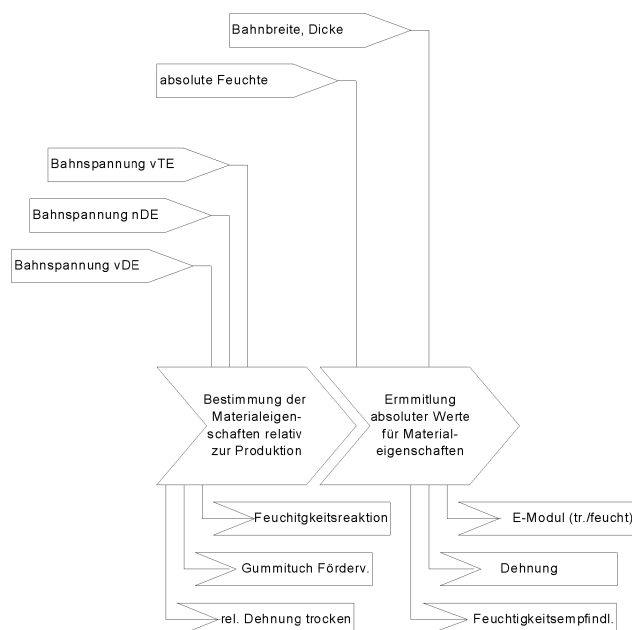 Bahnbreite, Dicke
absolute Feuchte
Bahnspannung vTE
Bahnspannung nDE
Bahnspannung vDE
Bestimmung der
Materialeigen-
schaften relativ
zur Produktion
Ermmitlung
absoluter Werte
für Material-
eigenschaften
Feuchitgkeitsreaktion
E-Modul (tr./feucht)
Gummituch Förderv.
Dehnung
rel. Dehnung trocken
Feuchtigkeitsempfindl.